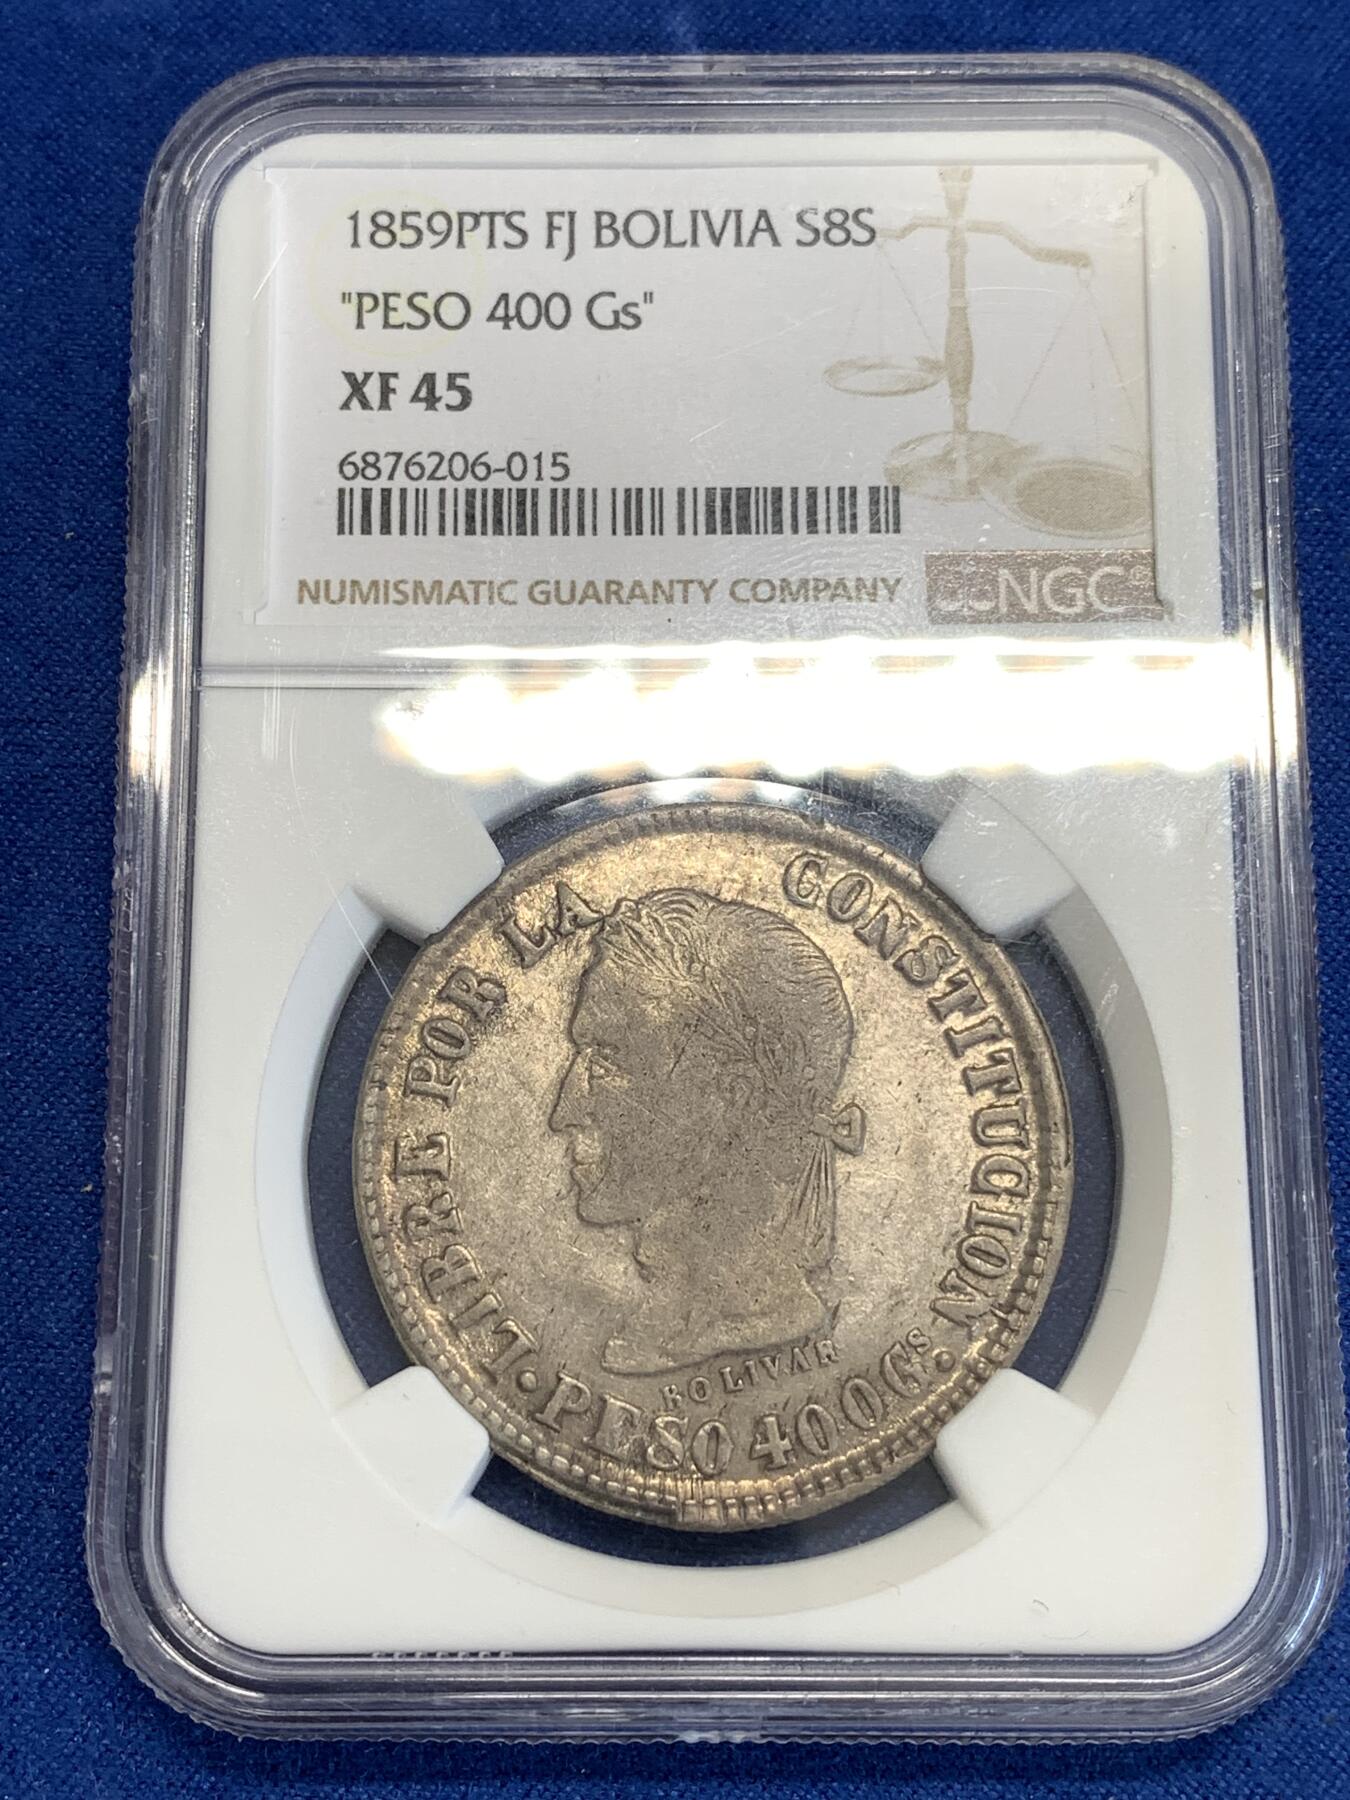 1859PTS FJ BOLIVIA S8S
"PESO 400 Gs"
XF 45
6876206-015
NUMISMATIC GUARANTY COMPANY
NGC®
LIBRE POR LA CONSTITUCION
BOLIVAR
PESO 400 Gs.